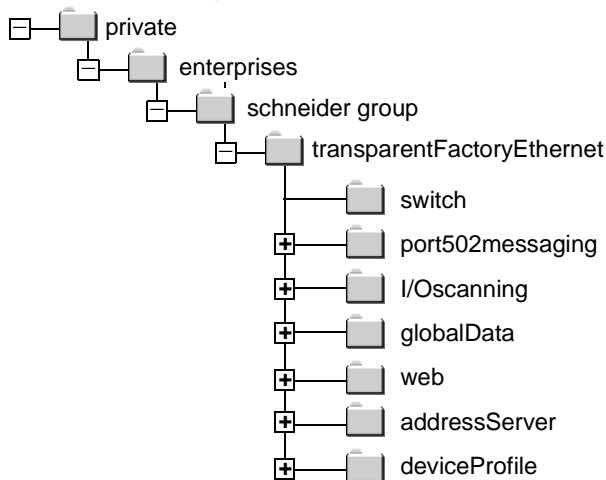 private
enterprises
schneider group
transparentFactoryEthernet
switch
port502messaging
I/Oscanning
globalData
web
addressServer
deviceProfile